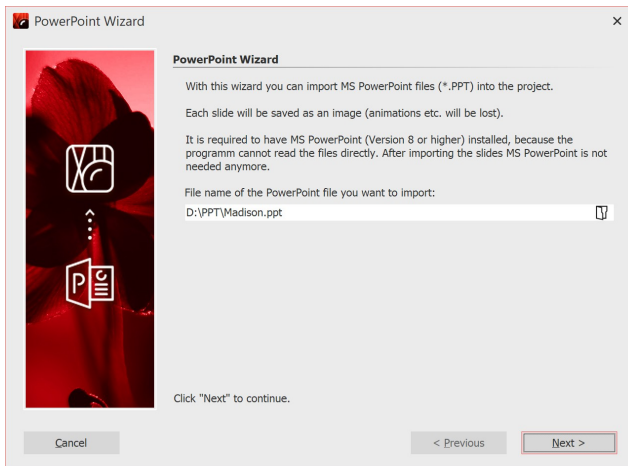 PowerPoint Wizard
PowerPoint Wizard
With this wizard you can import MS PowerPoint files (*.PPT) into the project.
Each slide will be saved as an image (animations etc. will be lost).
It is required to have MS PowerPoint (Version 8 or higher) installed, because the
programm cannot read the files directly. After importing the slides MS PowerPoint is not
needed anymore.
File name of the PowerPoint file you want to import:
D:\PPT\Madison.ppt
P
Click "Next" to continue.
Cancel
< Previous
Next >